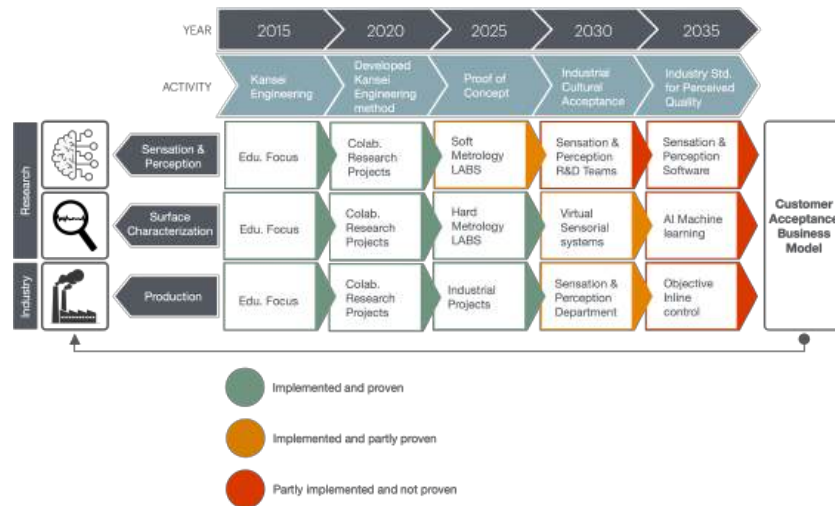 YEAR
2015
2020
2025
2030
2035
ACTIVITY
Kansei
Engineering
Developed
Kansei
Engineering
method
Proof of
Concept
Industrial
Cultural
Acceptance
Industry Std.
for Perceived
Quality
Research
Sensation &
Perception
Edu. Focus
Colab.
Research
Projects
Soft
Metrology
LABS
Sensation &
Perception
R&D Teams
Sensation &
Perception
Software
Surface
Characterization
Edu. Focus
Colab.
Research
Projects
Hard
Metrology
LABS
Virtual
Sensorial
systems
AI Machine
learning
Industry
Production
Edu. Focus
Colab.
Research
Projects
Industrial
Projects
Sensation &
Perception
Department
Objective
Inline
control
Customer
Acceptance
Business
Model
Implemented and proven
Implemented and partly proven
Partly implemented and not proven